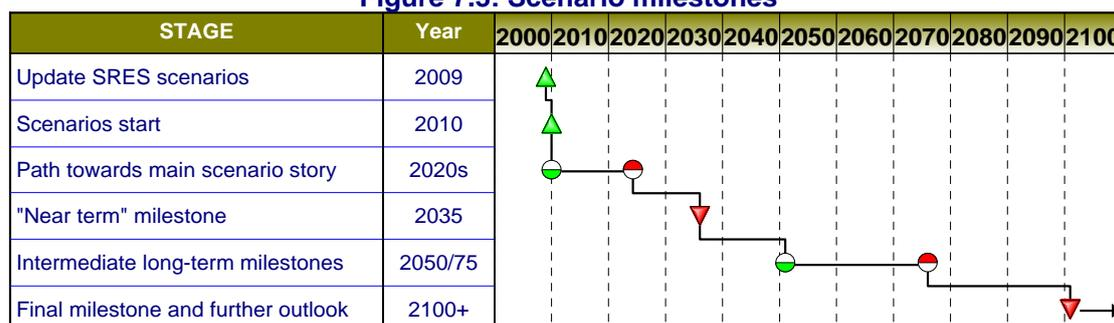 Figure 7.5: Scenario milestones
STAGE Year 2000 2010 2020 2030 2040 2050 2060 2070 2080 2090 2100
Update SRES scenarios 2009
Scenarios start 2010
Path towards main scenario story 2020s
"Near term" milestone 2035
Intermediate long-term milestones 2050/75
Final milestone and further outlook 2100+